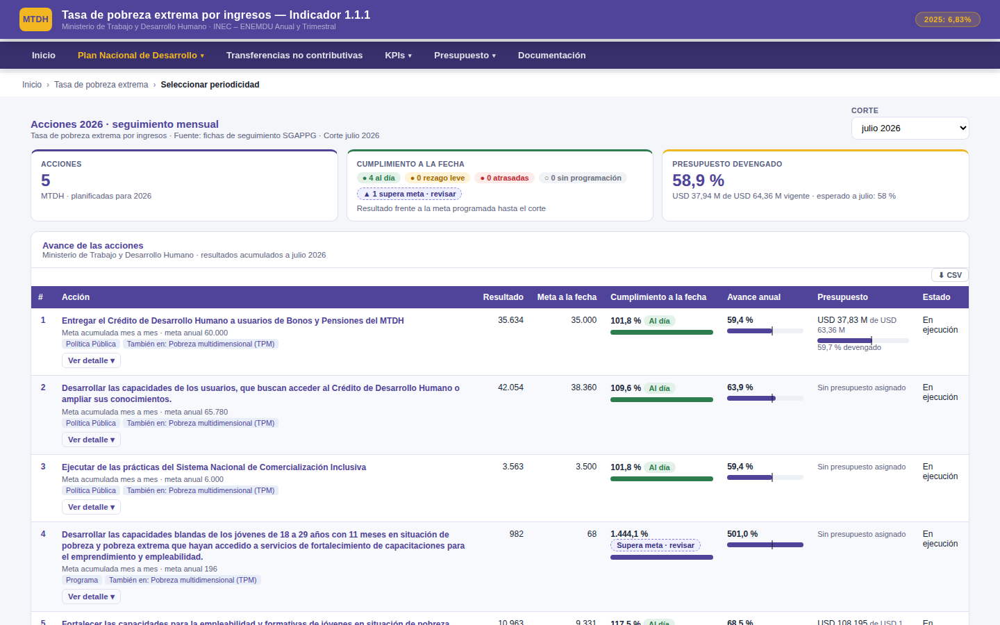 MTDH
Tasa de pobreza extrema por ingresos — Indicador 1.1.1
Ministerio de Trabajo y Desarrollo Humano · INEC – ENEMDU Anual y Trimestral
2025: 6,83%
Inicio
Plan Nacional de Desarrollo ▾
Transferencias no contributivas
KPIs ▾
Presupuesto ▾
Documentación
Inicio › Tasa de pobreza extrema › Seleccionar periodicidad
CORTE
julio 2026
Acciones 2026 · seguimiento mensual
Tasa de pobreza extrema por ingresos · Fuente: fichas de seguimiento SGAPPG · Corte julio 2026
ACCIONES
5
MTDH · planificadas para 2026
CUMPLIMIENTO A LA FECHA
● 4 al día
● 0 rezago leve
● 0 atrasadas
○ 0 sin programación
▲ 1 supera meta · revisar
Resultado frente a la meta programada hasta el corte
PRESUPUESTO DEVENGADO
58,9 %
USD 37,94 M de USD 64,36 M vigente · esperado a julio: 58 %
Avance de las acciones
Ministerio de Trabajo y Desarrollo Humano · resultados acumulados a julio 2026
⬇ CSV
# Acción Resultado Meta a la fecha Cumplimiento a la fecha Avance anual Presupuesto Estado
1
Entregar el Crédito de Desarrollo Humano a usuarios de Bonos y Pensiones del MTDH
Meta acumulada mes a mes · meta anual 60.000
Política Pública
También en: Pobreza multidimensional (TPM)
Ver detalle ▾
35.634
35.000
101,8 % Al día
59,4 %
USD 37,83 M de USD
63,36 M
59,7 % devengado
En
ejecución
2
Desarrollar las capacidades de los usuarios, que buscan acceder al Crédito de Desarrollo Humano o
ampliar sus conocimientos.
Meta acumulada mes a mes · meta anual 65.780
Política Pública
También en: Pobreza multidimensional (TPM)
Ver detalle ▾
42.054
38.360
109,6 % Al día
63,9 %
Sin presupuesto asignado
En
ejecución
3
Ejecutar de las prácticas del Sistema Nacional de Comercialización Inclusiva
Meta acumulada mes a mes · meta anual 6.000
Política Pública
También en: Pobreza multidimensional (TPM)
Ver detalle ▾
3.563
3.500
101,8 % Al día
59,4 %
Sin presupuesto asignado
En
ejecución
4
Desarrollar las capacidades blandas de los jóvenes de 18 a 29 años con 11 meses en situación de
pobreza y pobreza extrema que hayan accedido a servicios de fortalecimiento de capacitaciones para
el emprendimiento y empleabilidad.
Meta acumulada mes a mes · meta anual 196
Programa
También en: Pobreza multidimensional (TPM)
Ver detalle ▾
982
68
1.444,1 %
Supera meta · revisar
501,0 %
Sin presupuesto asignado
En
ejecución
5
Fortalecer las capacidades para la empleabilidad y formativas de jóvenes en situación de pobreza
10.963
9.331
117,5 % Al día
68,5 %
USD 108.195 de USD 1
En